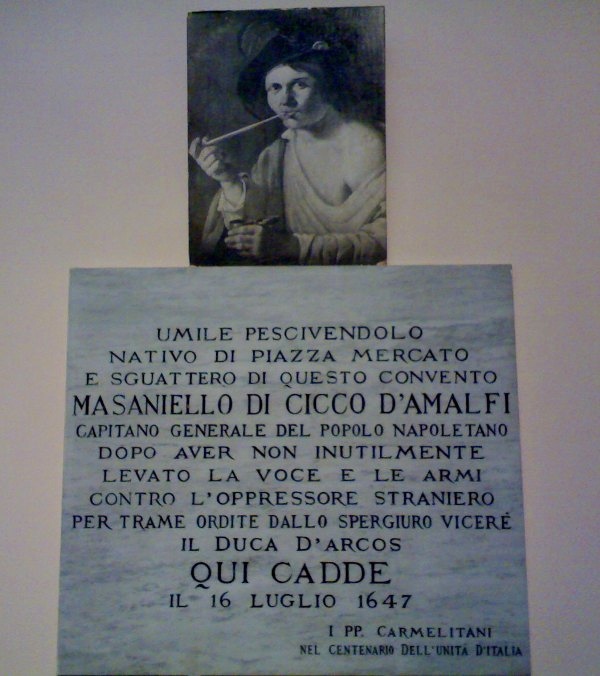 UMILE PESCIVENDOLO
NATIVO DI PIAZZA MERCATO
E SGUATTERO DI QUESTO CONVENTO
MASANIELLO DI CICCO D'AMALFI
CAPITANO GENERALE DEL POPOLO NAPOLETANO
DOPO AVER NON INUTILMENTE
LEVATO LA VOCE E LE ARMI
CONTRO L'OPPRESSORE STRANIERO
PER TRAME ORDITE DALLO SPERGIURO VICERÉ
IL DUCA D'ARCOS
QUI CADDE
IL 16 LUGLIO 1647
I PP. CARMELITANI
NEL CENTENARIO DELL'UNITÁ D'ITALIA